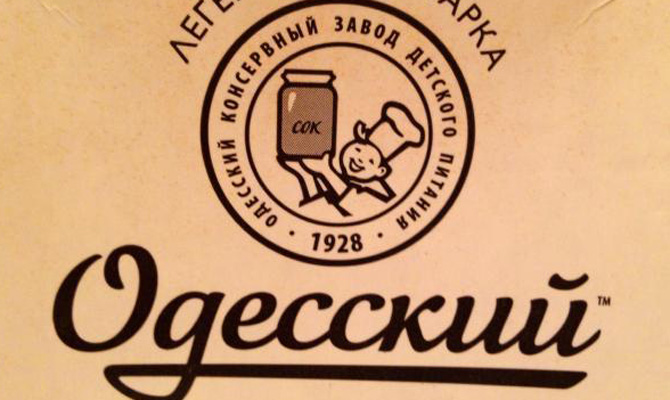 ОДЕССКИЙ КОНСЕРВНЫЙ ЗАВОД ДЕТСКОГО ПИТАНИЯ
СОК
· 1928 ·
Одесский™